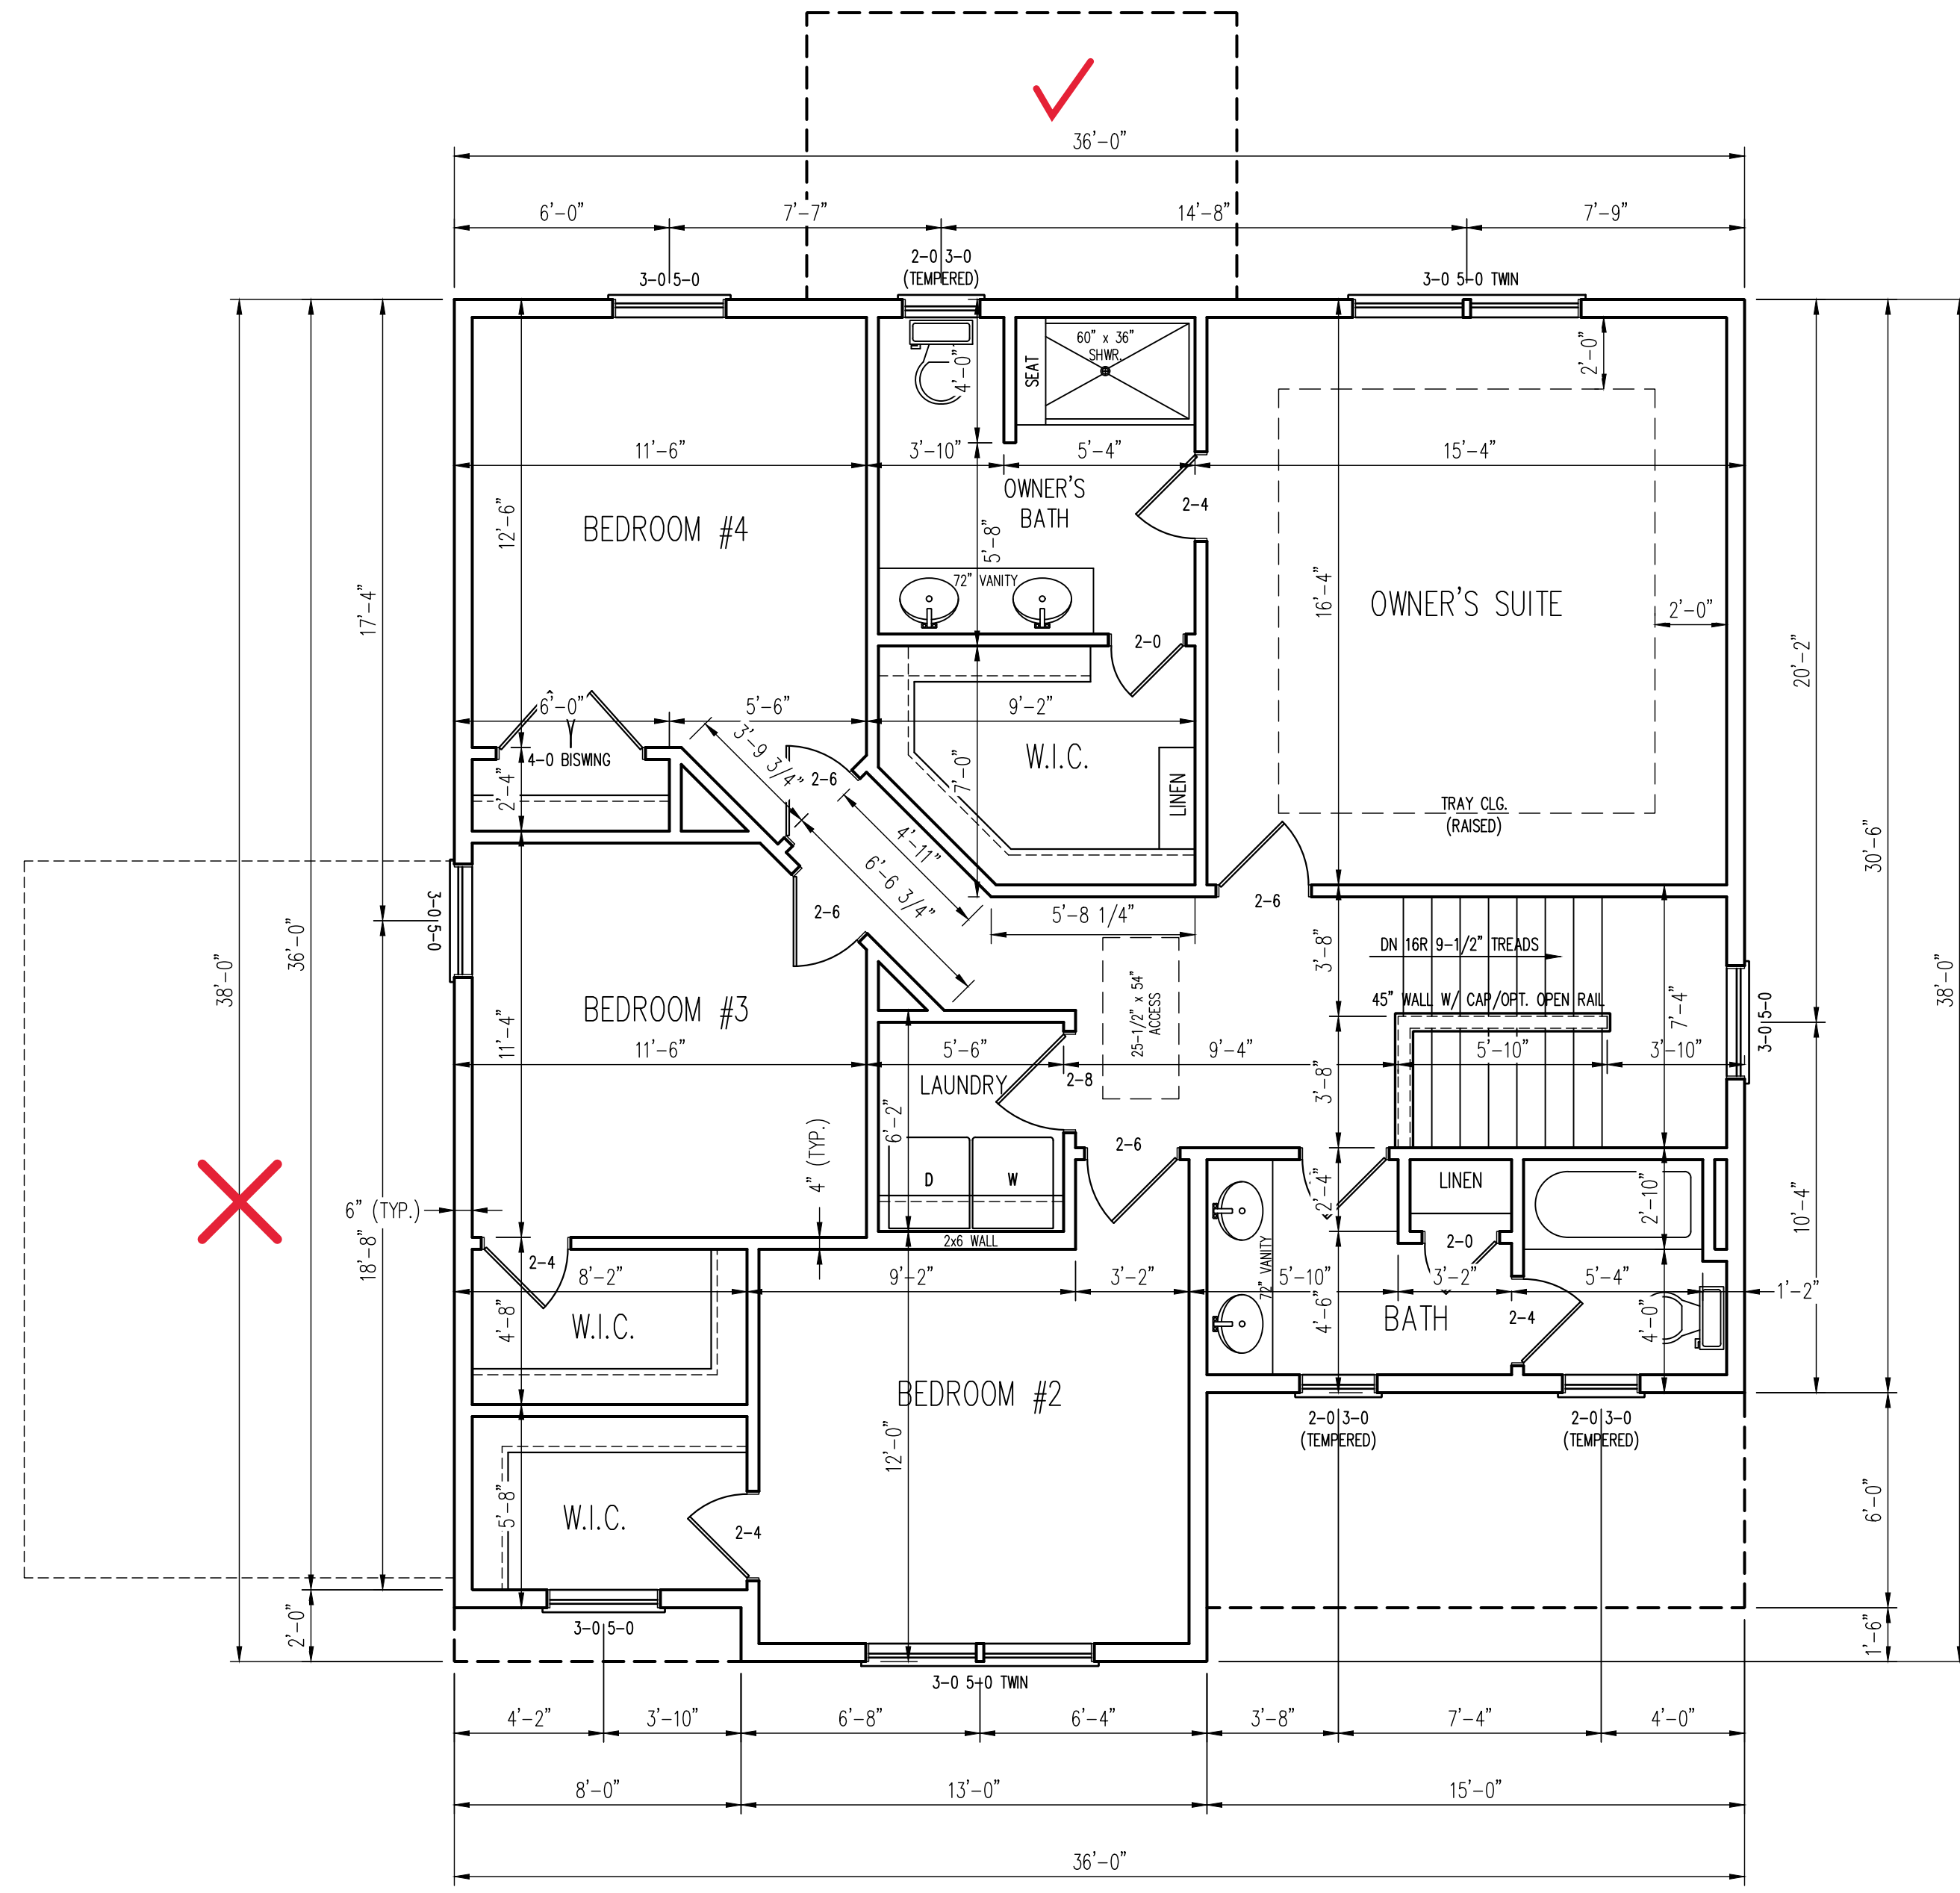 36'-0"
6'-0"
7'-7"
14'-8"
7'-9"
2-0 3-0
(TEMPERED)
3-0 5-0
3-0 5-0 TWIN
60" x 36"
SHWR.
SEAT
4'-0"
2'-0"
11'-6"
3'-10"
5'-4"
15'-4"
OWNER'S
BATH
2-4
12'-6"
BEDROOM #4
5'-8"
72" VANITY
16'-4"
OWNER'S SUITE
2'-0"
17'-4"
20'-2"
2-0
6'-0"
5'-6"
9'-2"
3'-9 3/4"
4-0 BISWING
2-6
W.I.C.
7'-0"
LINEN
2'-4"
TRAY CLG.
(RAISED)
4'-11"
6'-6 3/4"
30'-6"
3-0 5-0
2-6
5'-8 1/4"
2-6
36'-0"
38'-0"
3'-8"
DN 16R 9-1/2" TREADS
38'-0"
BEDROOM #3
25-1/2" x 54"
ACCESS
45" WALL W/ CAP/OPT. OPEN RAIL
7'-4"
3-0 5-0
11'-4"
11'-6"
5'-6"
9'-4"
5'-10"
3'-10"
LAUNDRY
2-8
3'-8"
6'-2"
4" (TYP.)
2-6
D
W
2'-4"
LINEN
2'-10"
10'-4"
6" (TYP.)
18'-8"
2x6 WALL
2-0
2-4
8'-2"
9'-2"
3'-2"
72" VANITY
5'-10"
3'-2"
5'-4"
1'-2"
4'-8"
W.I.C.
4'-6"
BATH
2-4
4'-0"
BEDROOM #2
12'-0"
2-0 3-0
(TEMPERED)
2-0 3-0
(TEMPERED)
5'-8"
W.I.C.
2-4
6'-0"
2'-0"
3-0 5-0
1'-6"
3-0 5-0 TWIN
4'-2"
3'-10"
6'-8"
6'-4"
3'-8"
7'-4"
4'-0"
8'-0"
13'-0"
15'-0"
36'-0"